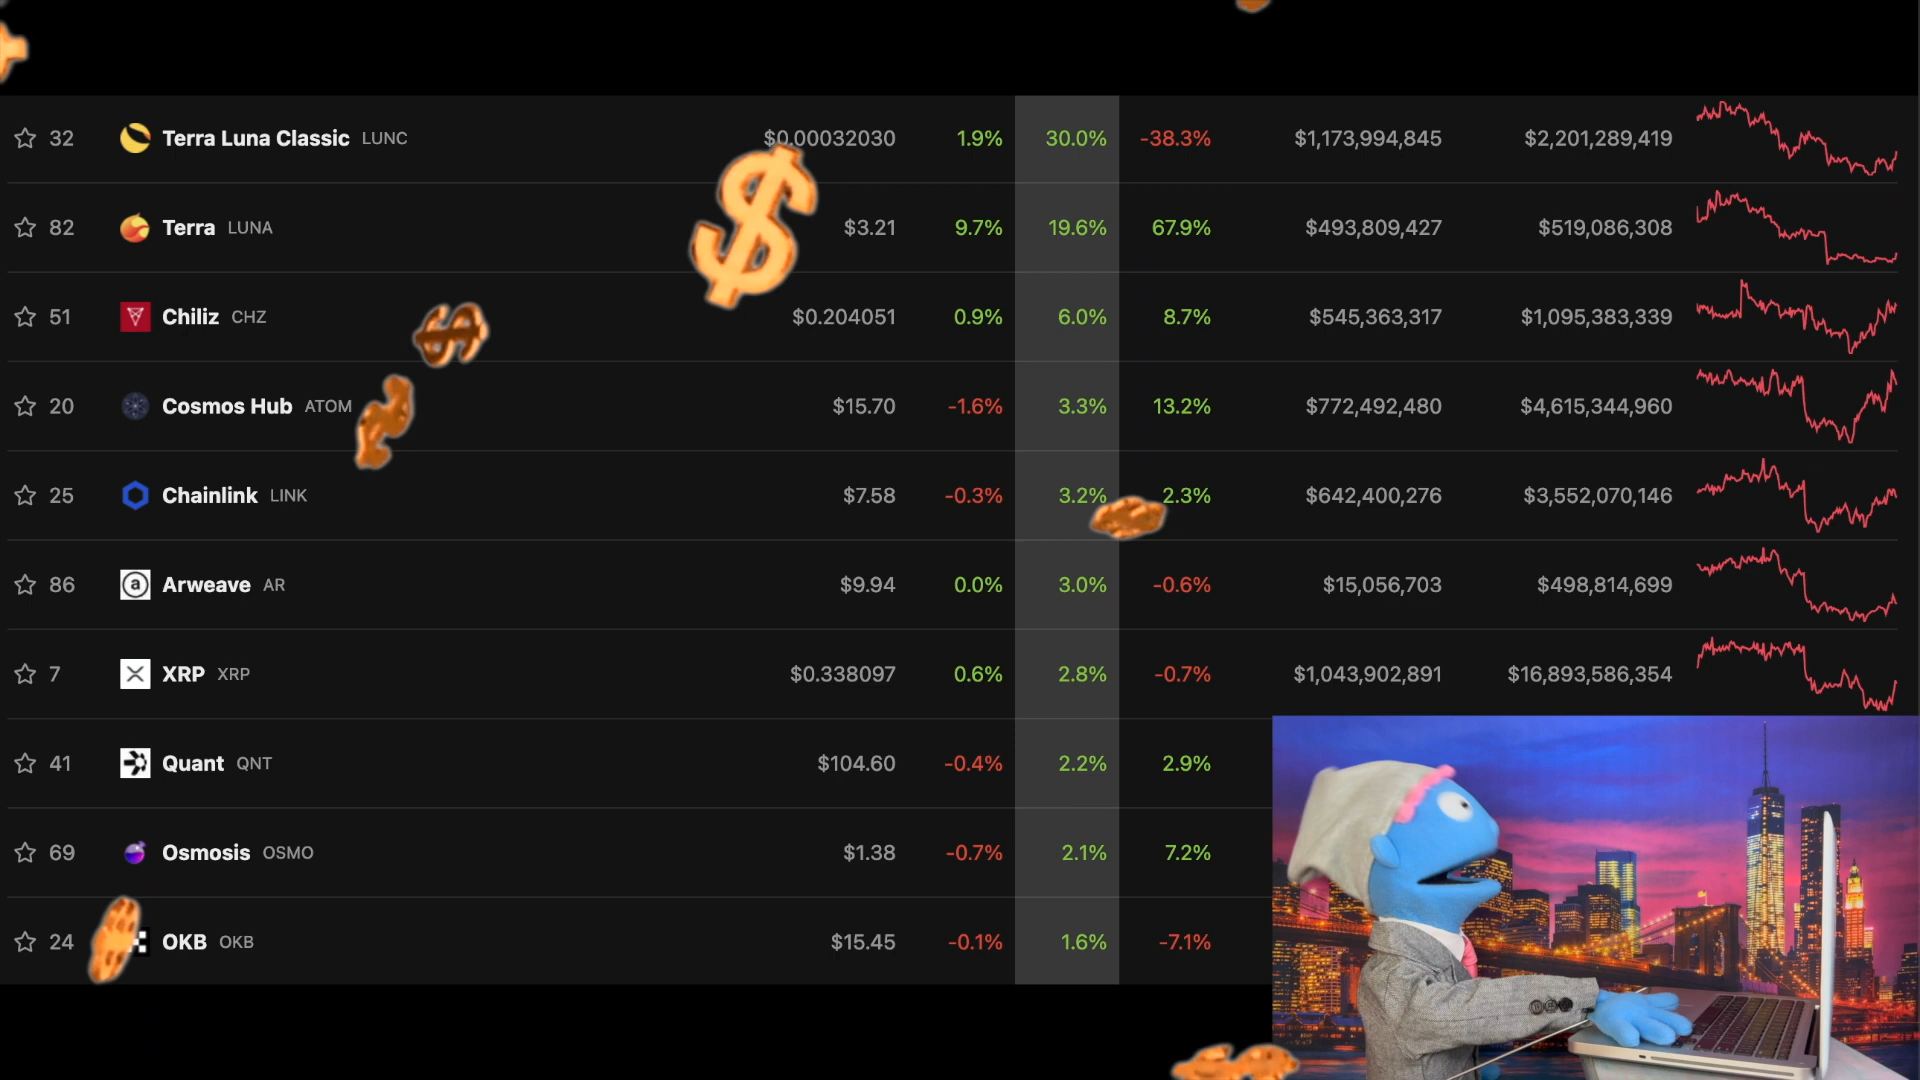 32 Terra Luna Classic LUNC $0.00032030 1.9% 30.0% -38.3% $1,173,994,845 $2,201,289,419
82 Terra LUNA $3.21 9.7% 19.6% 67.9% $493,809,427 $519,086,308
51 Chiliz CHZ $0.204051 0.9% 6.0% 8.7% $545,363,317 $1,095,383,339
20 Cosmos Hub ATOM $15.70 -1.6% 3.3% 13.2% $772,492,480 $4,615,344,960
25 Chainlink LINK $7.58 -0.3% 3.2% 2.3% $642,400,276 $3,552,070,146
86 Arweave AR $9.94 0.0% 3.0% -0.6% $15,056,703 $498,814,699
7 XRP XRP $0.338097 0.6% 2.8% -0.7% $1,043,902,891 $16,893,586,354
41 Quant QNT $104.60 -0.4% 2.2% 2.9%
69 Osmosis OSMO $1.38 -0.7% 2.1% 7.2%
24 OKB OKB $15.45 -0.1% 1.6% -7.1%